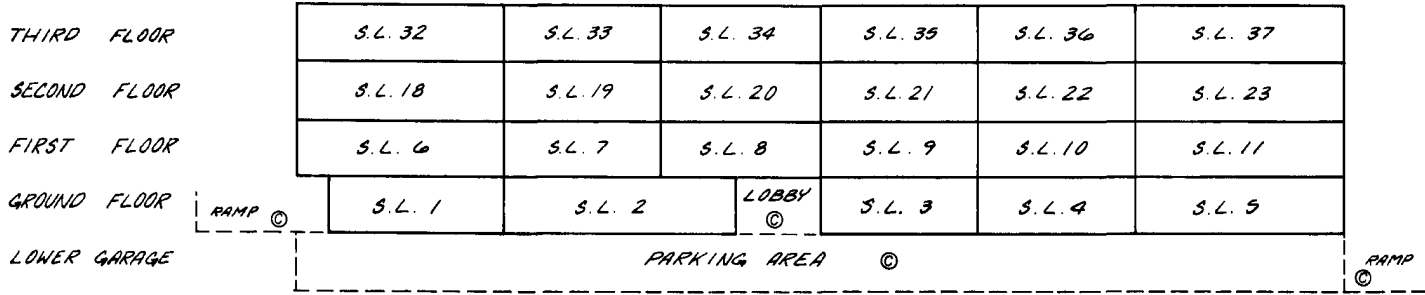 THIRD FLOOR S.L. 32 S.L. 33 S.L. 34 S.L. 35 S.L. 36 S.L. 37
SECOND FLOOR S.L. 18 S.L. 19 S.L. 20 S.L. 21 S.L. 22 S.L. 23
FIRST FLOOR S.L. 6 S.L. 7 S.L. 8 S.L. 9 S.L. 10 S.L. 11
GROUND FLOOR RAMP © S.L. 1 S.L. 2 LOBBY © S.L. 3 S.L. 4 S.L. 5
LOWER GARAGE PARKING AREA © RAMP ©